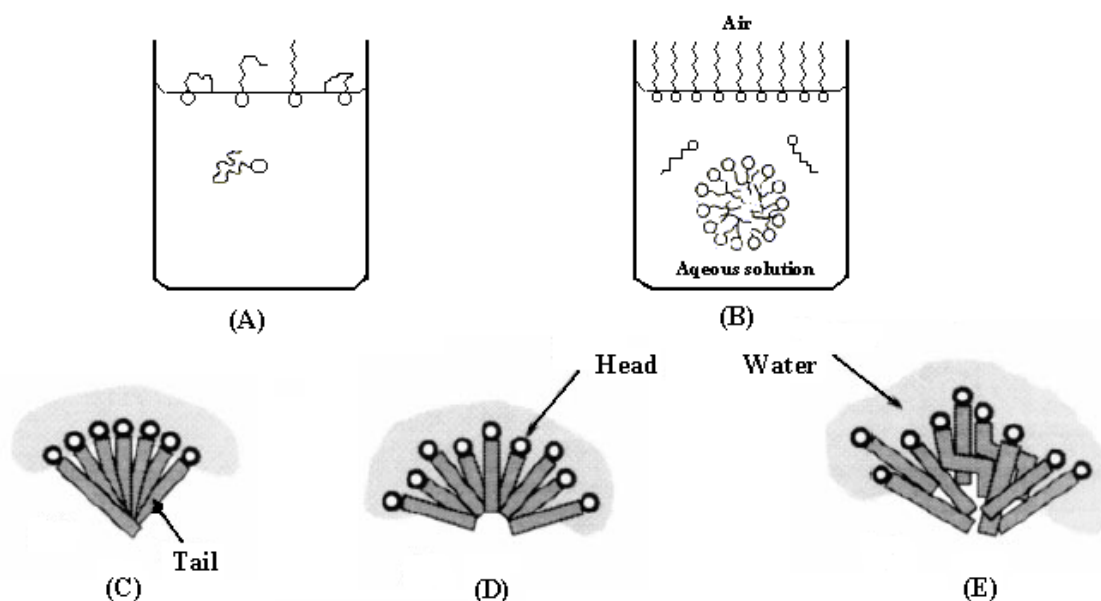 Air
Aqeous solution
(A)
(B)
Head
Water
Tail
(C)
(D)
(E)